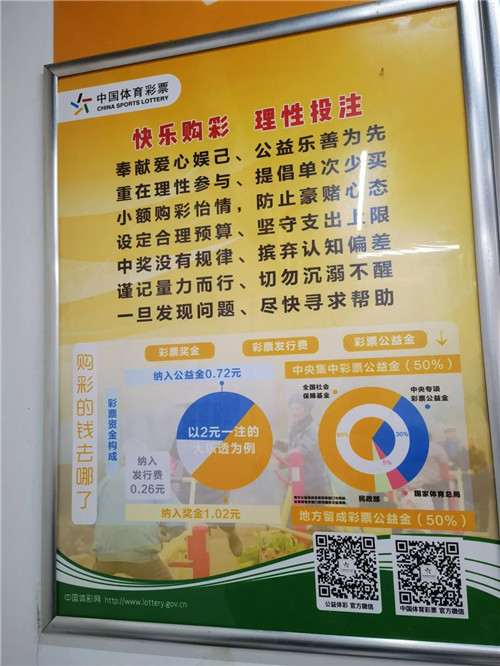 中国体育彩票
CHINA SPORTS LOTTERY
快乐购彩 理性投注
奉献爱心娱己、公益乐善为先
重在理性参与、提倡单次少买
小额购彩怡情，防止豪赌心态
设定合理预算、坚守支出上限
中奖没有规律、摈弃认知偏差
谨记量力而行、切勿沉溺不醒
一旦发现问题、尽快寻求帮助
购彩的钱去哪了
彩票资金构成
彩票奖金
彩票发行费
彩票公益金
纳入公益金0.72元
以2元一注的
大乐透为例
纳入
发行费
0.26元
纳入奖金1.02元
中央集中彩票公益金（50%）
全国社会
保障基金
中央专项
彩票公益金
60%
30%
5%
民政部
国家体育总局
地方留成彩票公益金（50%）
公益体彩 官方微信
中国体育彩票 官方微信
中国体彩网 http://www.lottery.gov.cn